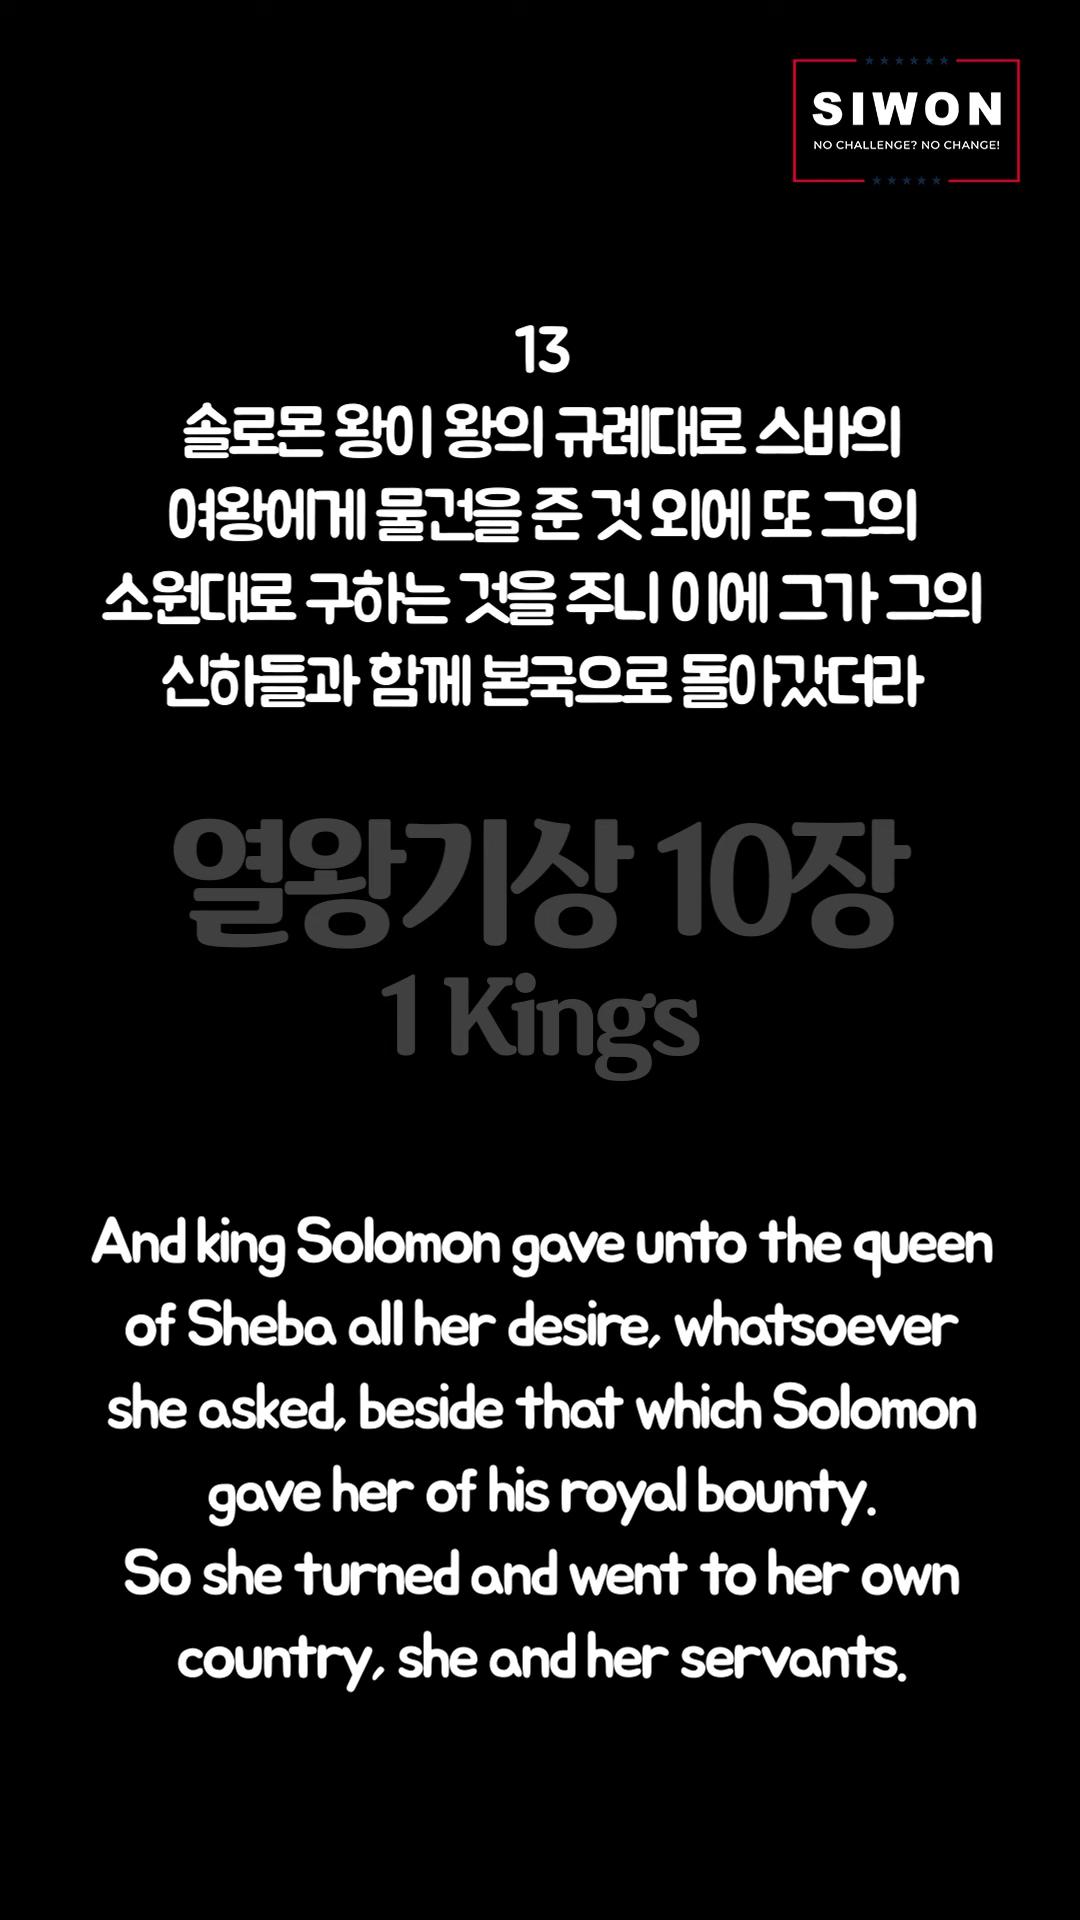 SIWON
NO CHALLENGE? NO CHANGE!
13
솔로몬 왕이 왕의 규례대로 스바의
여왕에게 물건을 준 것 외에 또 그의
소원대로 구하는 것을 주니 이에 그가 그의
신하들과 함께 본국으로 돌아갔더라
열왕기상 10장
1 Kings
And king Solomon gave unto the queen
of Sheba all her desire, whatsoever
she asked, beside that which Solomon
gave her of his royal bounty.
So she turned and went to her own
country, she and her servants.